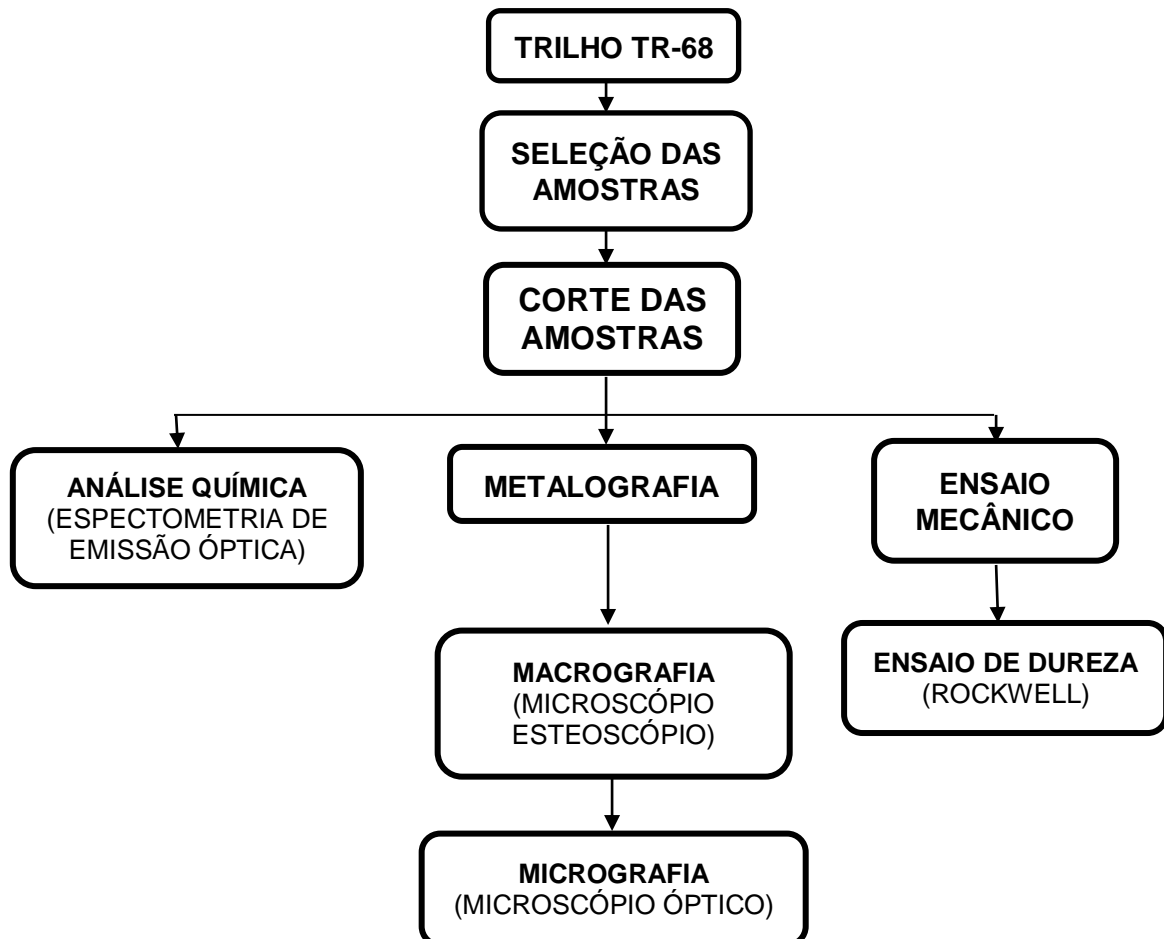 TRILHO TR-68
SELEÇÃO DAS
AMOSTRAS
CORTE DAS
AMOSTRAS
ANÁLISE QUÍMICA
(ESPECTOMETRIA DE
EMISSÃO ÓPTICA)
METALOGRAFIA
ENSAIO
MECÂNICO
MACROGRAFIA
(MICROSCÓPIO
ESTEOSCÓPIO)
ENSAIO DE DUREZA
(ROCKWELL)
MICROGRAFIA
(MICROSCÓPIO ÓPTICO)